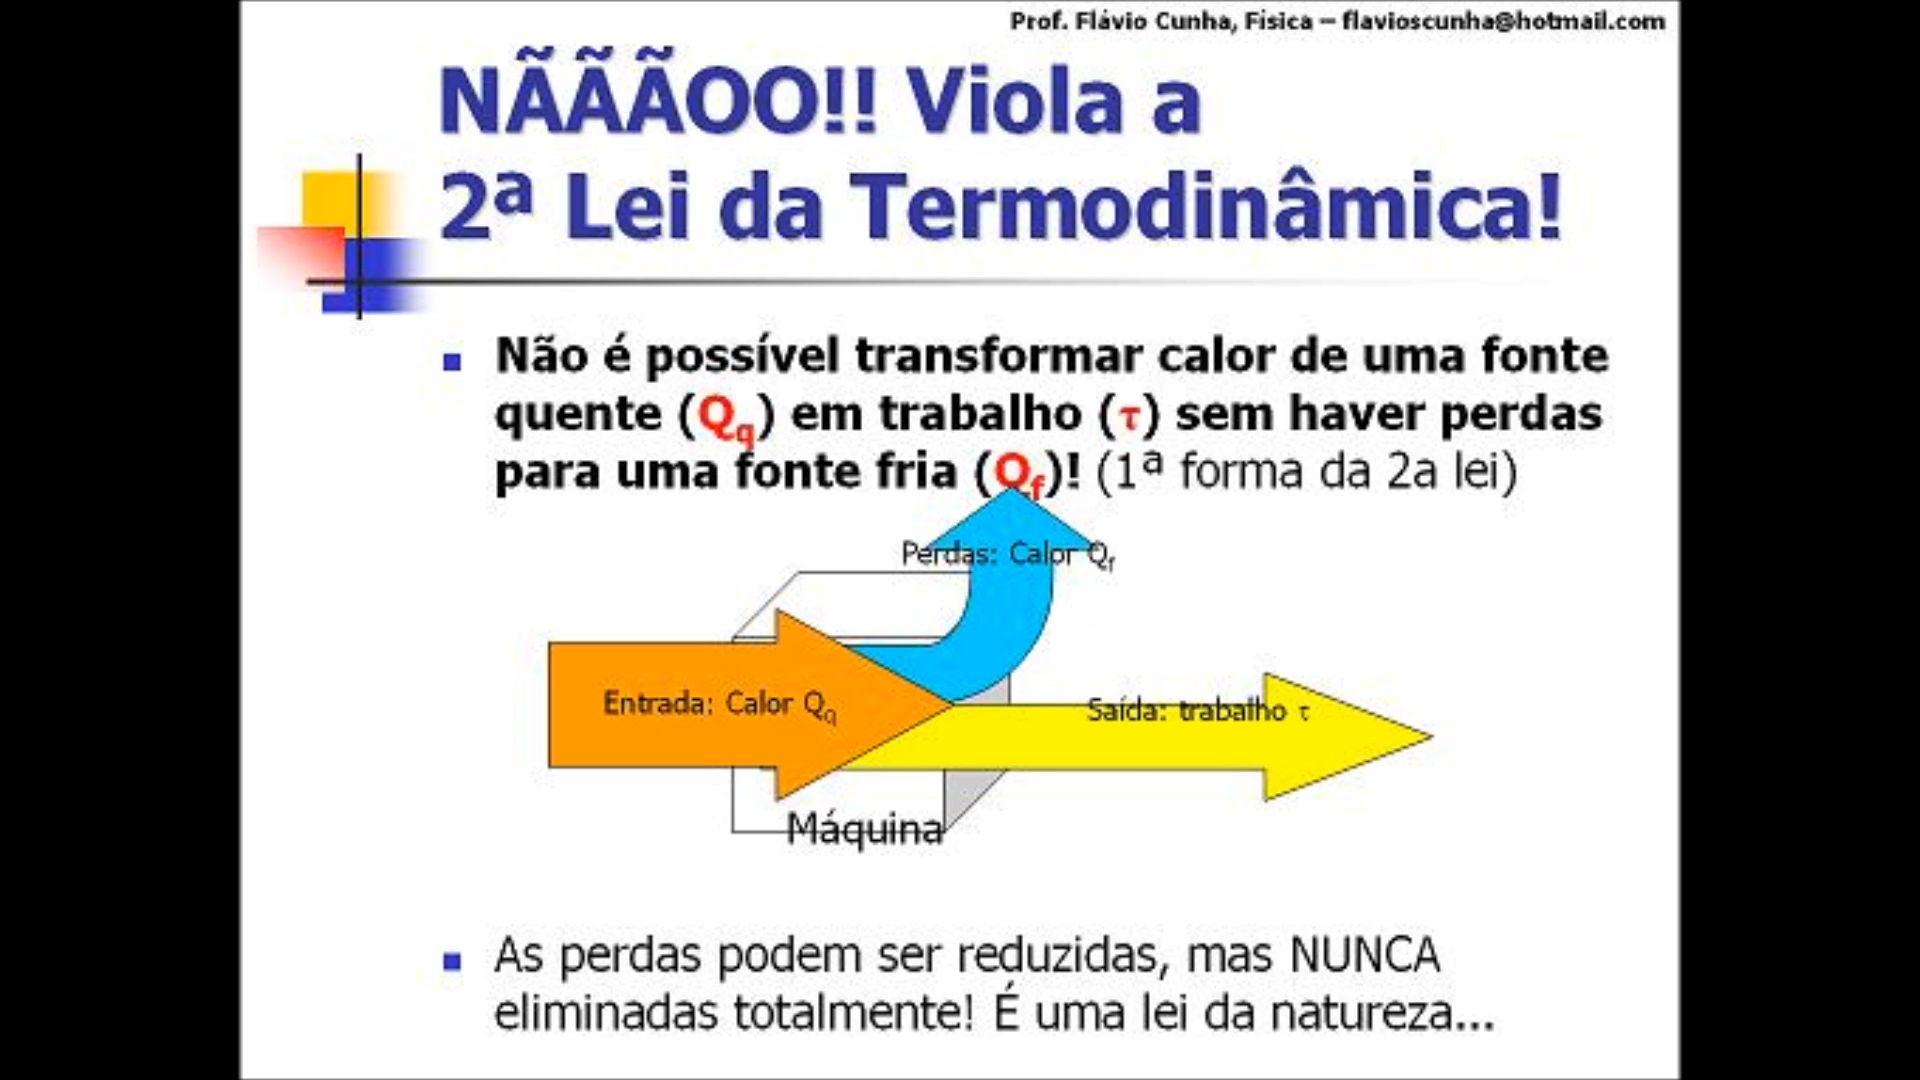 Prof. Flávio Cunha, Física – flavioscunha@hotmail.com
NÃÃÃOO!! Viola a
2ª Lei da Termodinâmica!
Não é possível transformar calor de uma fonte
quente (Qq) em trabalho (τ) sem haver perdas
para uma fonte fria (Qf)! (1ª forma da 2a lei)
Perdas: Calor Qf
Entrada: Calor Qq
Saída: trabalho τ
Máquina
As perdas podem ser reduzidas, mas NUNCA
eliminadas totalmente! É uma lei da natureza...